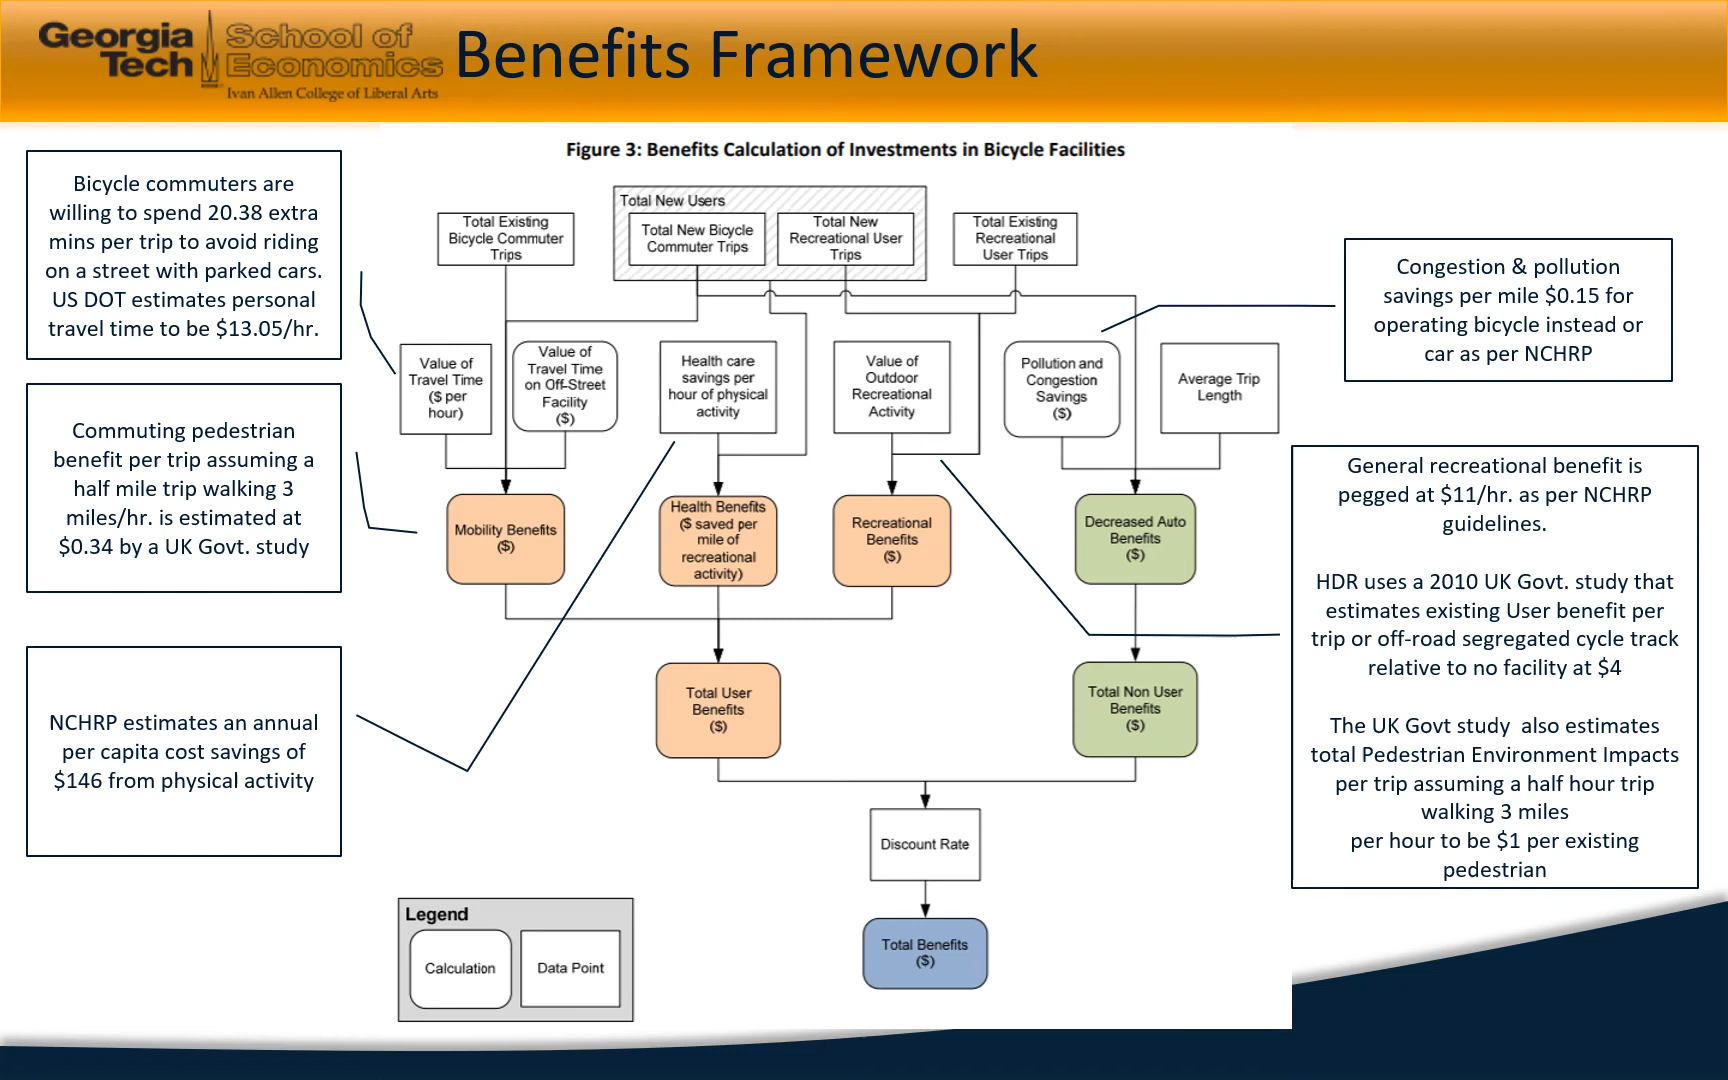 Georgia
Tech
School of
Economics
Ivan Allen College of Liberal Arts
Benefits Framework
Figure 3: Benefits Calculation of Investments in Bicycle Facilities
Bicycle commuters are
willing to spend 20.38 extra
mins per trip to avoid riding
on a street with parked cars.
US DOT estimates personal
travel time to be $13.05/hr.
Commuting pedestrian
benefit per trip assuming a
half mile trip walking 3
miles/hr. is estimated at
$0.34 by a UK Govt. study
NCHRP estimates an annual
per capita cost savings of
$146 from physical activity
Total Existing
Bicycle Commuter
Trips
Total New Users
Total New Bicycle
Commuter Trips
Total New
Recreational User
Trips
Total Existing
Recreational
User Trips
Value of
Travel Time
($ per
hour)
Value of
Travel Time
on Off-Street
Facility
($)
Health care
savings per
hour of physical
activity
Value of
Outdoor
Recreational
Activity
Pollution and
Congestion
Savings
($)
Average Trip
Length
Mobility Benefits
($)
Health Benefits
($ saved per
mile of
recreational
activity)
Recreational
Benefits
($)
Decreased Auto
Benefits
($)
Total User
Benefits
($)
Total Non User
Benefits
($)
Discount Rate
Total Benefits
($)
Legend
Calculation
Data Point
Congestion & pollution
savings per mile $0.15 for
operating bicycle instead or
car as per NCHRP
General recreational benefit is
pegged at $11/hr. as per NCHRP
guidelines.
HDR uses a 2010 UK Govt. study that
estimates existing User benefit per
trip or off-road segregated cycle track
relative to no facility at $4
The UK Govt study also estimates
total Pedestrian Environment Impacts
per trip assuming a half hour trip
walking 3 miles
per hour to be $1 per existing
pedestrian